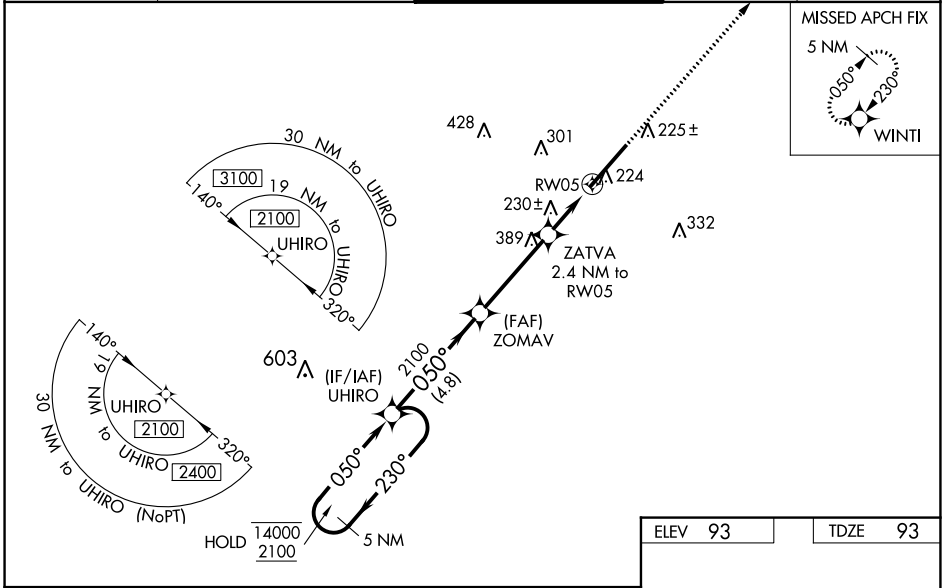 MISSED APCH FIX
5 NM
050°
230°
WINTI
428
301
225±
30 NM to UHIRO
3100
19 NM to UHIRO
140°
2100
UHIRO
320°
RW05
224
230±
389
332
ZATVA
2.4 NM to
RW05
(FAF)
ZOMAV
603
(IF/IAF)
UHIRO
2100
050°
(4.8)
140°
19 NM to UHIRO
UHIRO
2100
320°
2400
30 NM to UHIRO (NoPT)
050°
230°
HOLD
14000
2100
5 NM
ELEV 93
TDZE 93